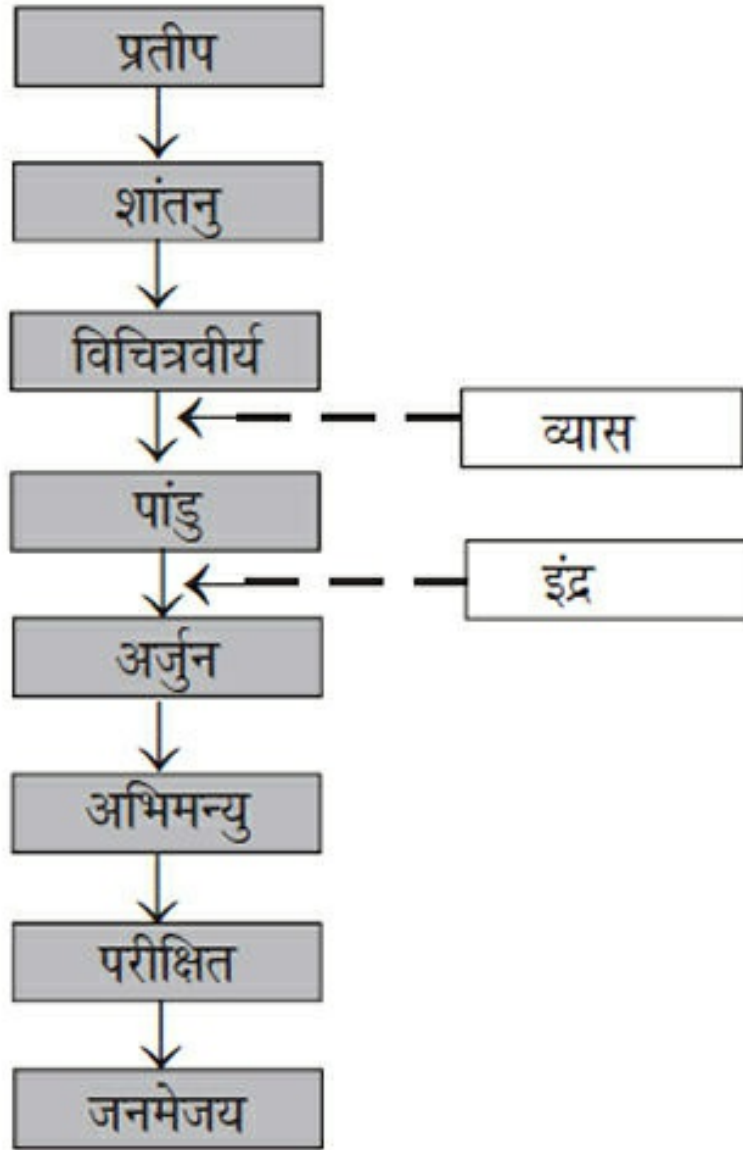 प्रतीप
शांतनु
विचित्रवीर्य
व्यास
पांडु
इंद्र
अर्जुन
अभिमन्यु
परीक्षित
जनमेजय